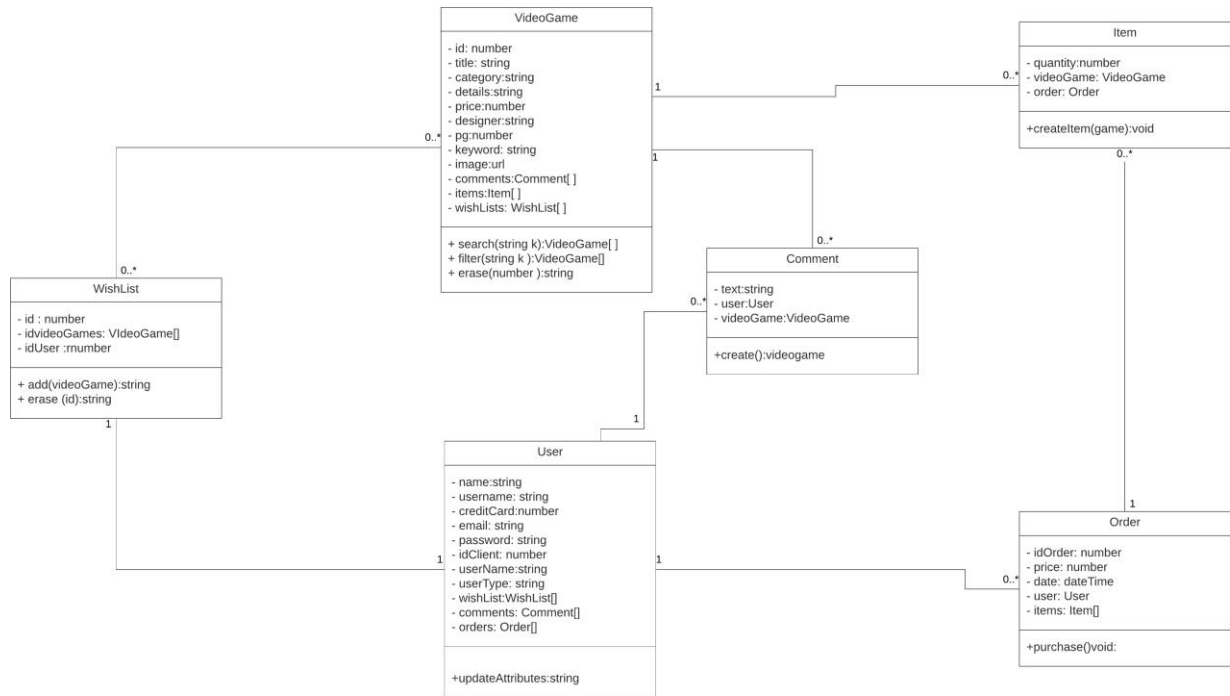 VideoGame
- id: number
- title: string
- category:string
- details:string
- price:number
- designer:string
- pg:number
- keyword: string
- image:url
- comments:Comment[ ]
- items:Item[ ]
- wishLists: WishList[ ]
+ search(string k):VideoGame[ ]
+ filter(string k ):VideoGame[]
+ erase(number ):string
Item
- quantity:number
- videoGame: VideoGame
- order: Order
+createItem(game):void
1
0..*
0..*
1
0..*
0..*
0..*
WishList
- id : number
- idvideoGames: VIdeoGame[]
- idUser :rnumber
+ add(videoGame):string
+ erase (id):string
Comment
- text:string
- user:User
- videoGame:VideoGame
+create():videogame
0..*
1
1
User
- name:string
- username: string
- creditCard:number
- email: string
- password: string
- idClient: number
- userName:string
- userType: string
- wishList:WishList[]
- comments: Comment[]
- orders: Order[]
+updateAttributes:string
1
1
0..*
1
Order
- idOrder: number
- price: number
- date: dateTime
- user: User
- items: Item[]
+purchase()void: